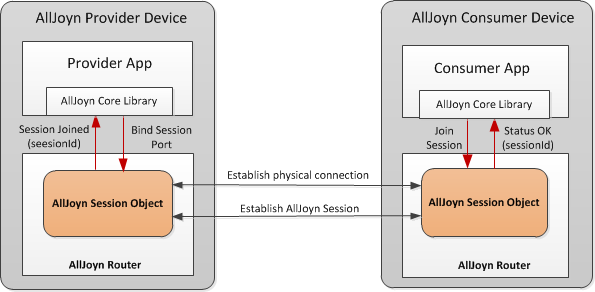 AllJoyn Provider Device
Provider App
AllJoyn Core Library
Session Joined
(seesionId)
Bind Session
Port
AllJoyn Session Object
AllJoyn Router
Establish physical connection
Establish AllJoyn Session
AllJoyn Consumer Device
Consumer App
AllJoyn Core Library
Join
Session
Status OK
(sessionId)
AllJoyn Session Object
AllJoyn Router